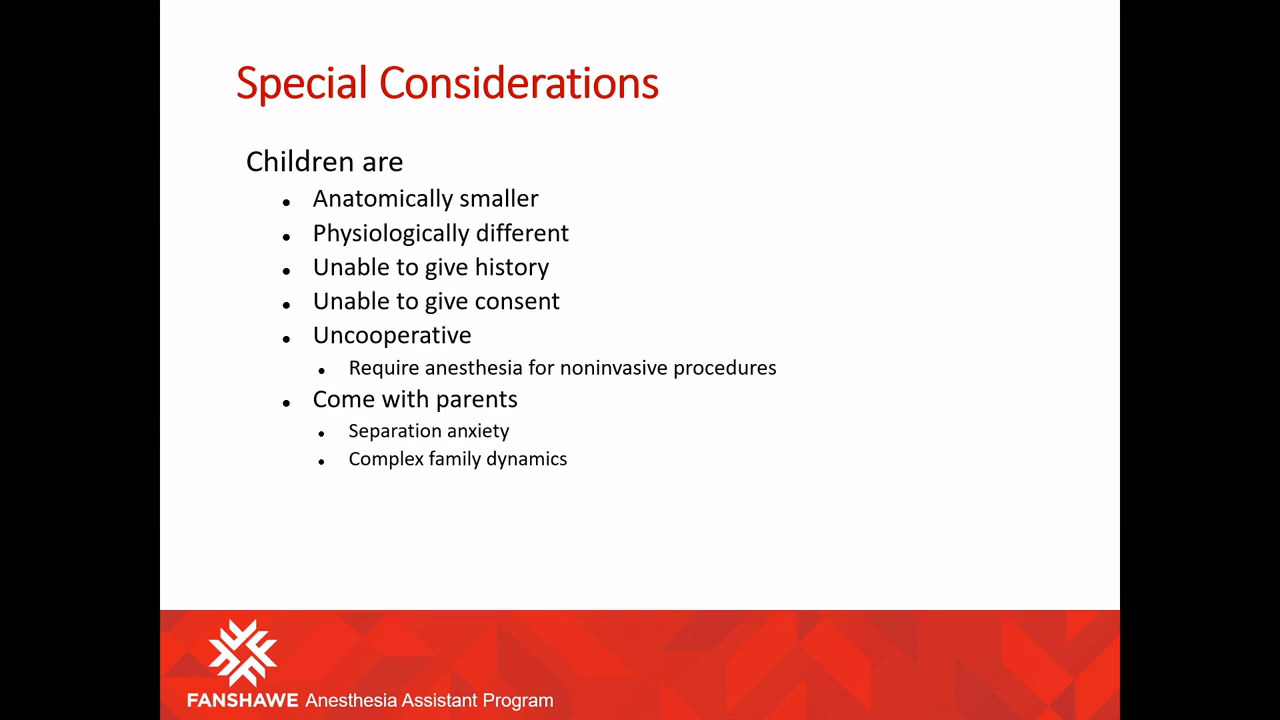 Special Considerations
Children are
• Anatomically smaller
• Physiologically different
• Unable to give history
• Unable to give consent
• Uncooperative
• Require anesthesia for noninvasive procedures
• Come with parents
• Separation anxiety
• Complex family dynamics
FANSHAWE Anesthesia Assistant Program